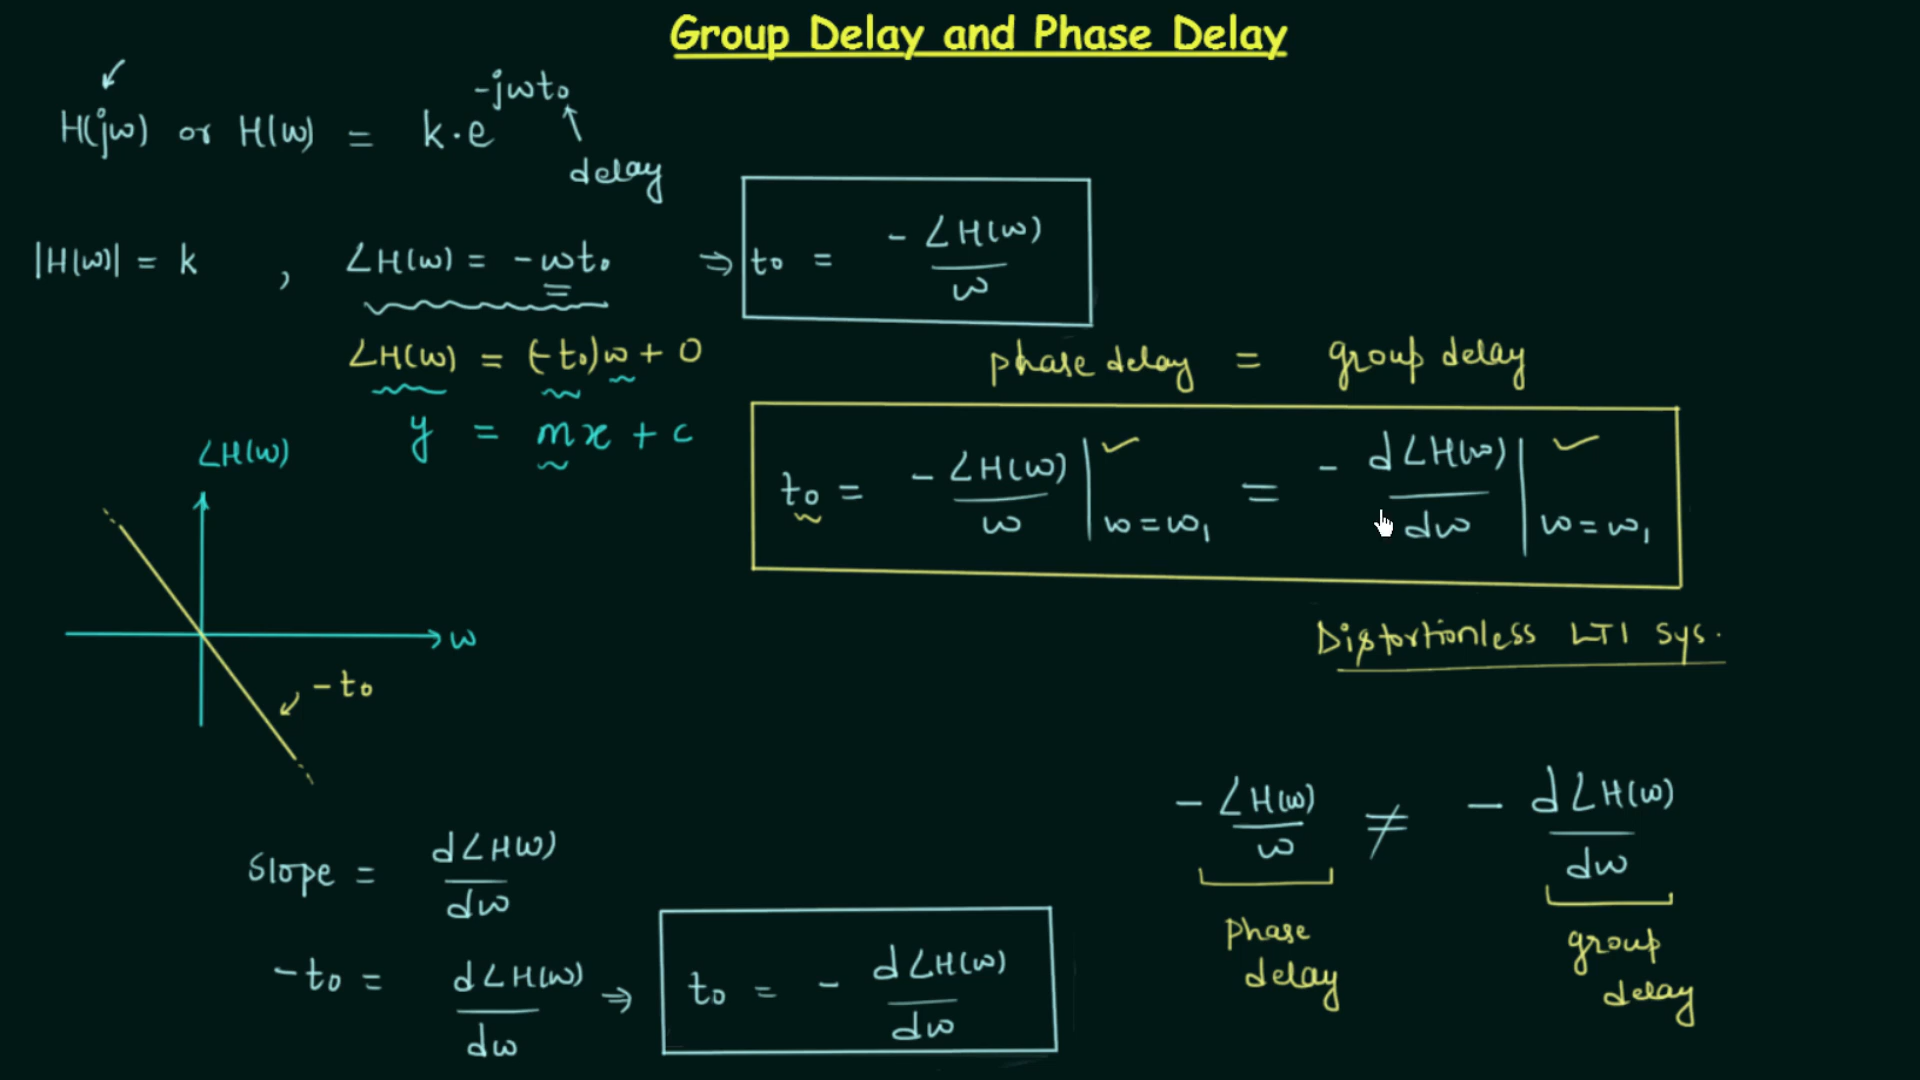 Group Delay and Phase Delay
H(jω) or H(ω) = k·e^-jωt₀
delay
|H(ω)| = k , ∠H(ω) = -ωt₀ ⇒ t₀ = -∠H(ω)/ω
∠H(ω) = (-t₀)ω + 0
y = mx + c
phase delay = group delay
t₀ = -∠H(ω)/ω | ω=ω₁ = - d∠H(ω)/dω | ω=ω₁
Distortionless LTI sys.
∠H(ω)
ω
-t₀
Slope = d∠H(ω)/dω
-t₀ = d∠H(ω)/dω ⇒ t₀ = - d∠H(ω)/dω
-∠H(ω)/ω ≠ - d∠H(ω)/dω
Phase delay
group delay